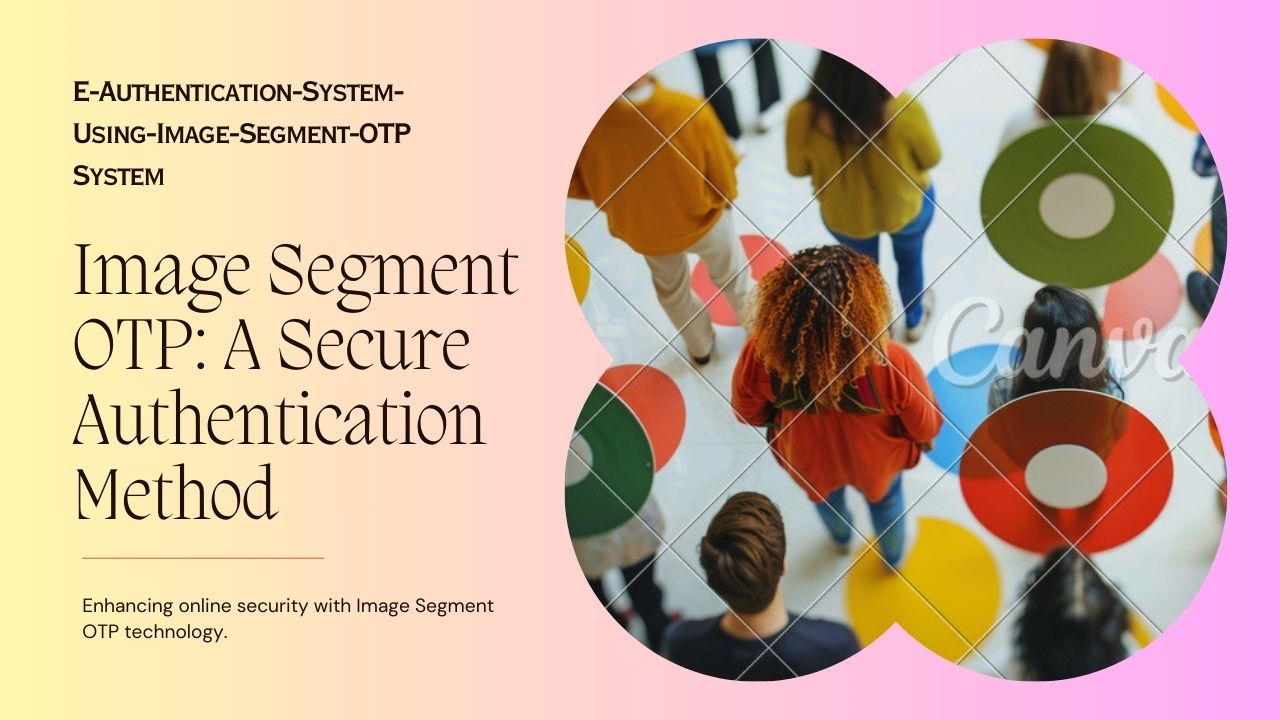 E-Authentication-System-
Using-Image-Segment-OTP
System
Image Segment
OTP: A Secure
Authentication
Method
Enhancing online security with Image Segment
OTP technology.
Canva